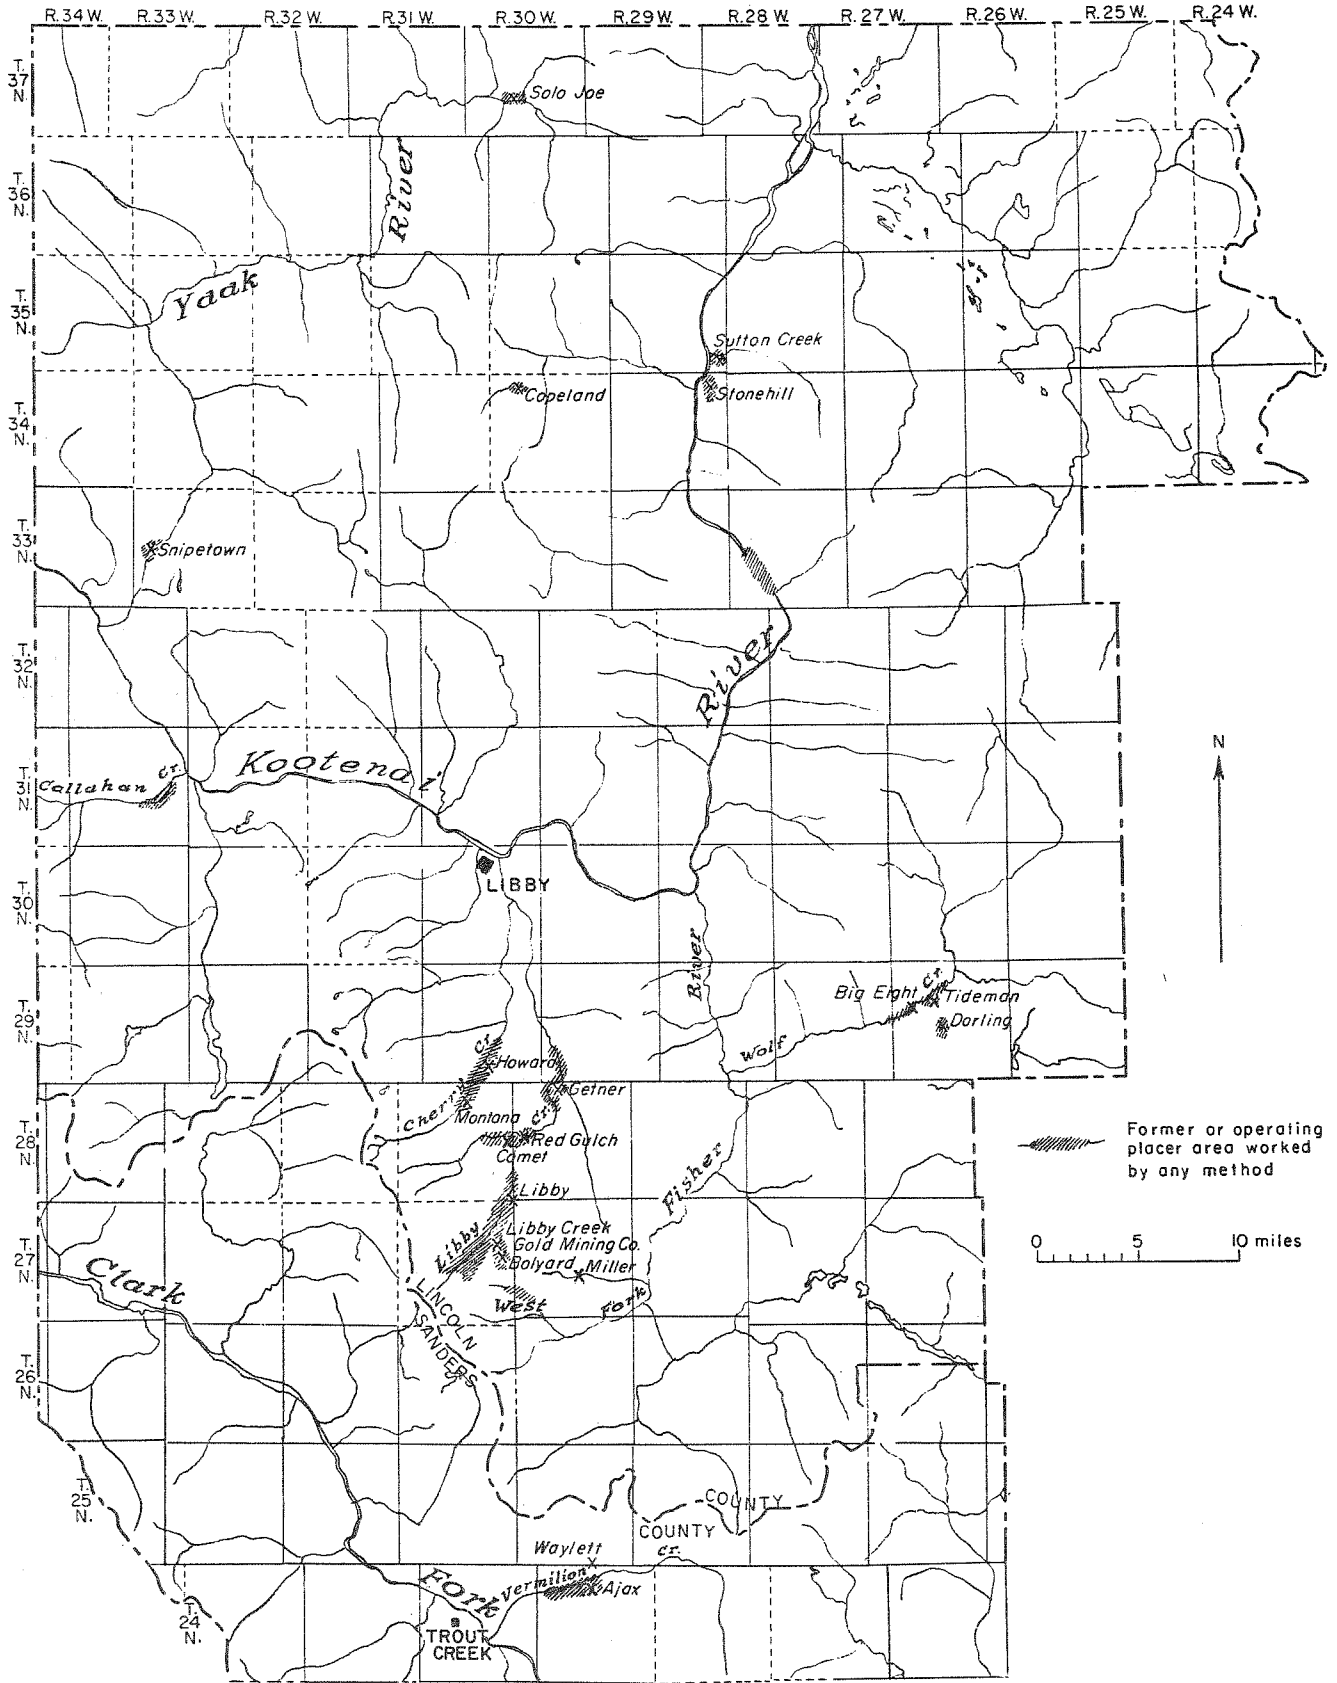 R.34 W. R.33 W. R.32 W. R.31 W. R.30 W. R.29 W. R.28 W. R.27 W. R.26 W. R.25 W. R.24 W.
T.
37
N.
Solo Joe
T.
36
N.
River
Yaak
T.
35
N.
Sutton Creek
Stonehill
Copeland
T.
34
N.
T.
33
N.
Snipetown
T.
32
N.
River
Kootenai
Callahan Cr.
T.
31
N.
N
LIBBY
T.
30
N.
River
Big Eight
Cr.
Tideman
Dorling
Wolf
T.
29
N.
Cr.
Howard
Getner
Cherry
Montana
Cr.
Red Gulch
Comet
T.
28
N.
Former or operating
placer area worked
by any method
Fisher
Libby
Libby
Libby Creek
Gold Mining Co.
Bolyard
Miller
T.
27
N.
0 5 10 miles
Clark
West
Fork
LINCOLN
SANDERS
T.
26
N.
T.
25
N.
COUNTY
COUNTY
Cr.
Waylett
Vermilion
Ajax
Fork
T.
24
N.
TROUT
CREEK